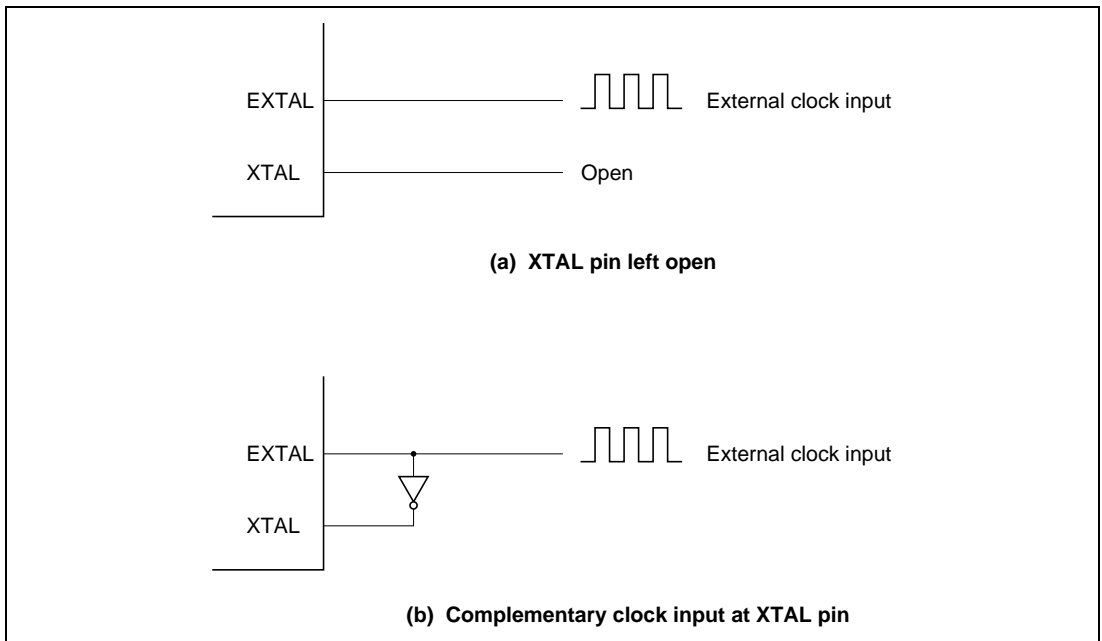 EXTAL External clock input
XTAL Open
(a) XTAL pin left open
EXTAL External clock input
XTAL
(b) Complementary clock input at XTAL pin